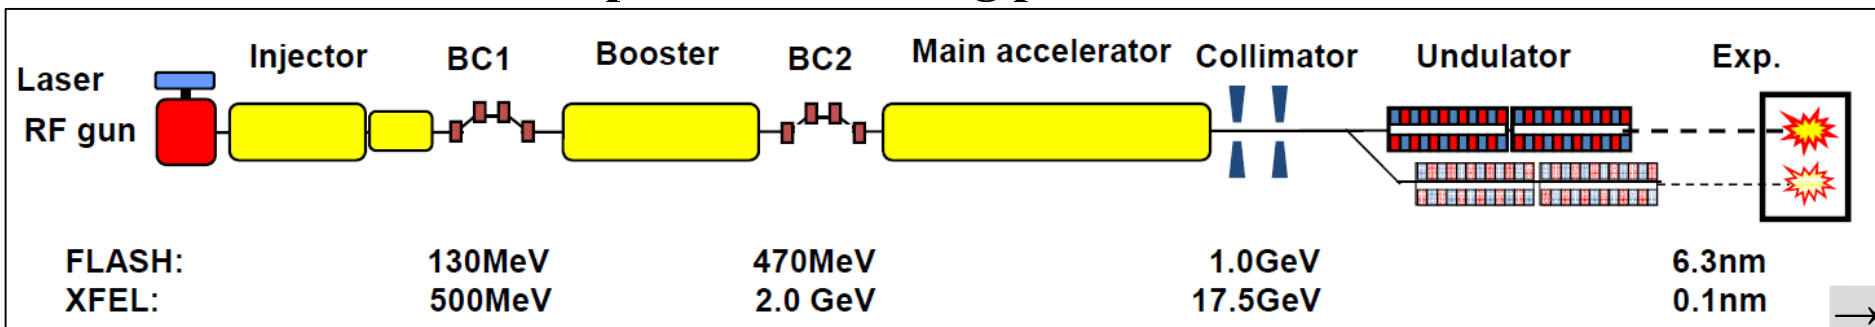 Injector BC1 Booster BC2 Main accelerator Collimator Undulator Exp.
Laser
RF gun
FLASH: 130MeV 470MeV 1.0GeV 6.3nm
XFEL: 500MeV 2.0 GeV 17.5GeV 0.1nm
→